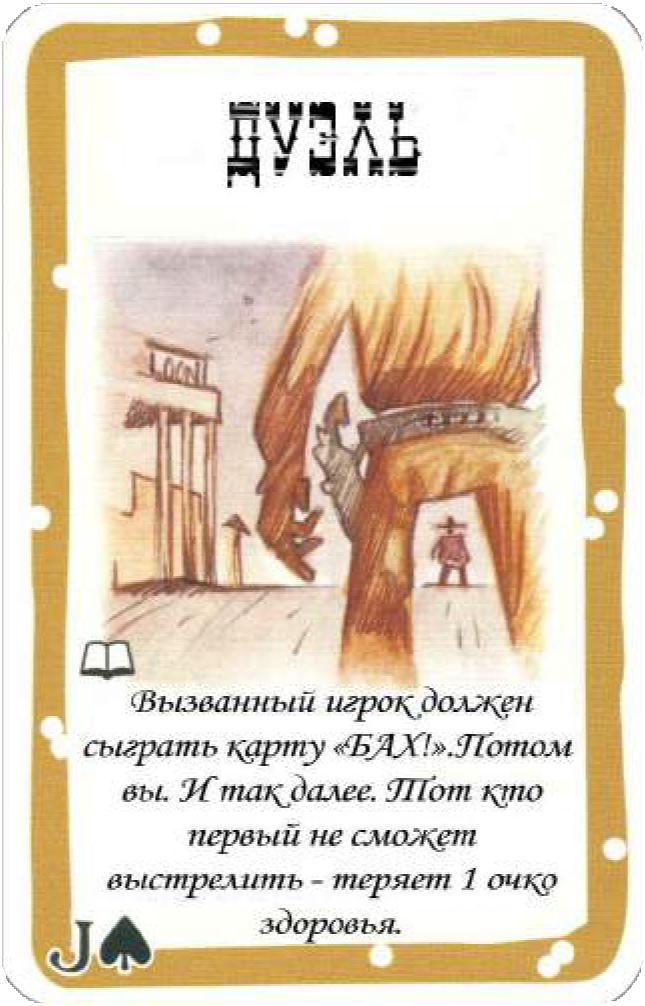 ДУЭЛЬ
LOON
Вызванный игрок должен
сыграть карту «БАХ!».Потом
вы. И так далее. Тот кто
первый не сможет
выстрелить - теряет 1 очко
здоровья.
J♠